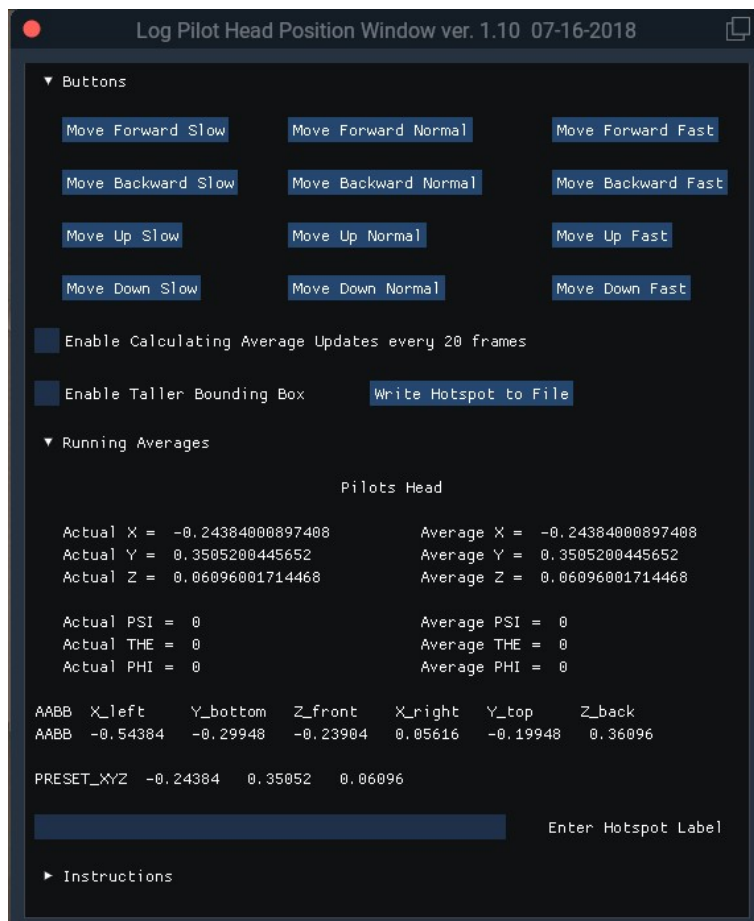 Log Pilot Head Position Window ver. 1.10 07-16-2018
Buttons
Move Forward Slow Move Forward Normal Move Forward Fast
Move Backward Slow Move Backward Normal Move Backward Fast
Move Up Slow Move Up Normal Move Up Fast
Move Down Slow Move Down Normal Move Down Fast
Enable Calculating Average Updates every 20 frames
Enable Taller Bounding Box Write Hotspot to File
Running Averages
Pilots Head
Actual X = -0.24384000897408 Average X = -0.24384000897408
Actual Y = 0.3505200445652 Average Y = 0.3505200445652
Actual Z = 0.06096001714468 Average Z = 0.06096001714468
Actual PSI = 0 Average PSI = 0
Actual THE = 0 Average THE = 0
Actual PHI = 0 Average PHI = 0
AABB X_left Y_bottom Z_front X_right Y_top Z_back
AABB -0.54384 -0.29948 -0.23904 0.05616 -0.19948 0.36096
PRESET_XYZ -0.24384 0.35052 0.06096
Enter Hotspot Label
Instructions